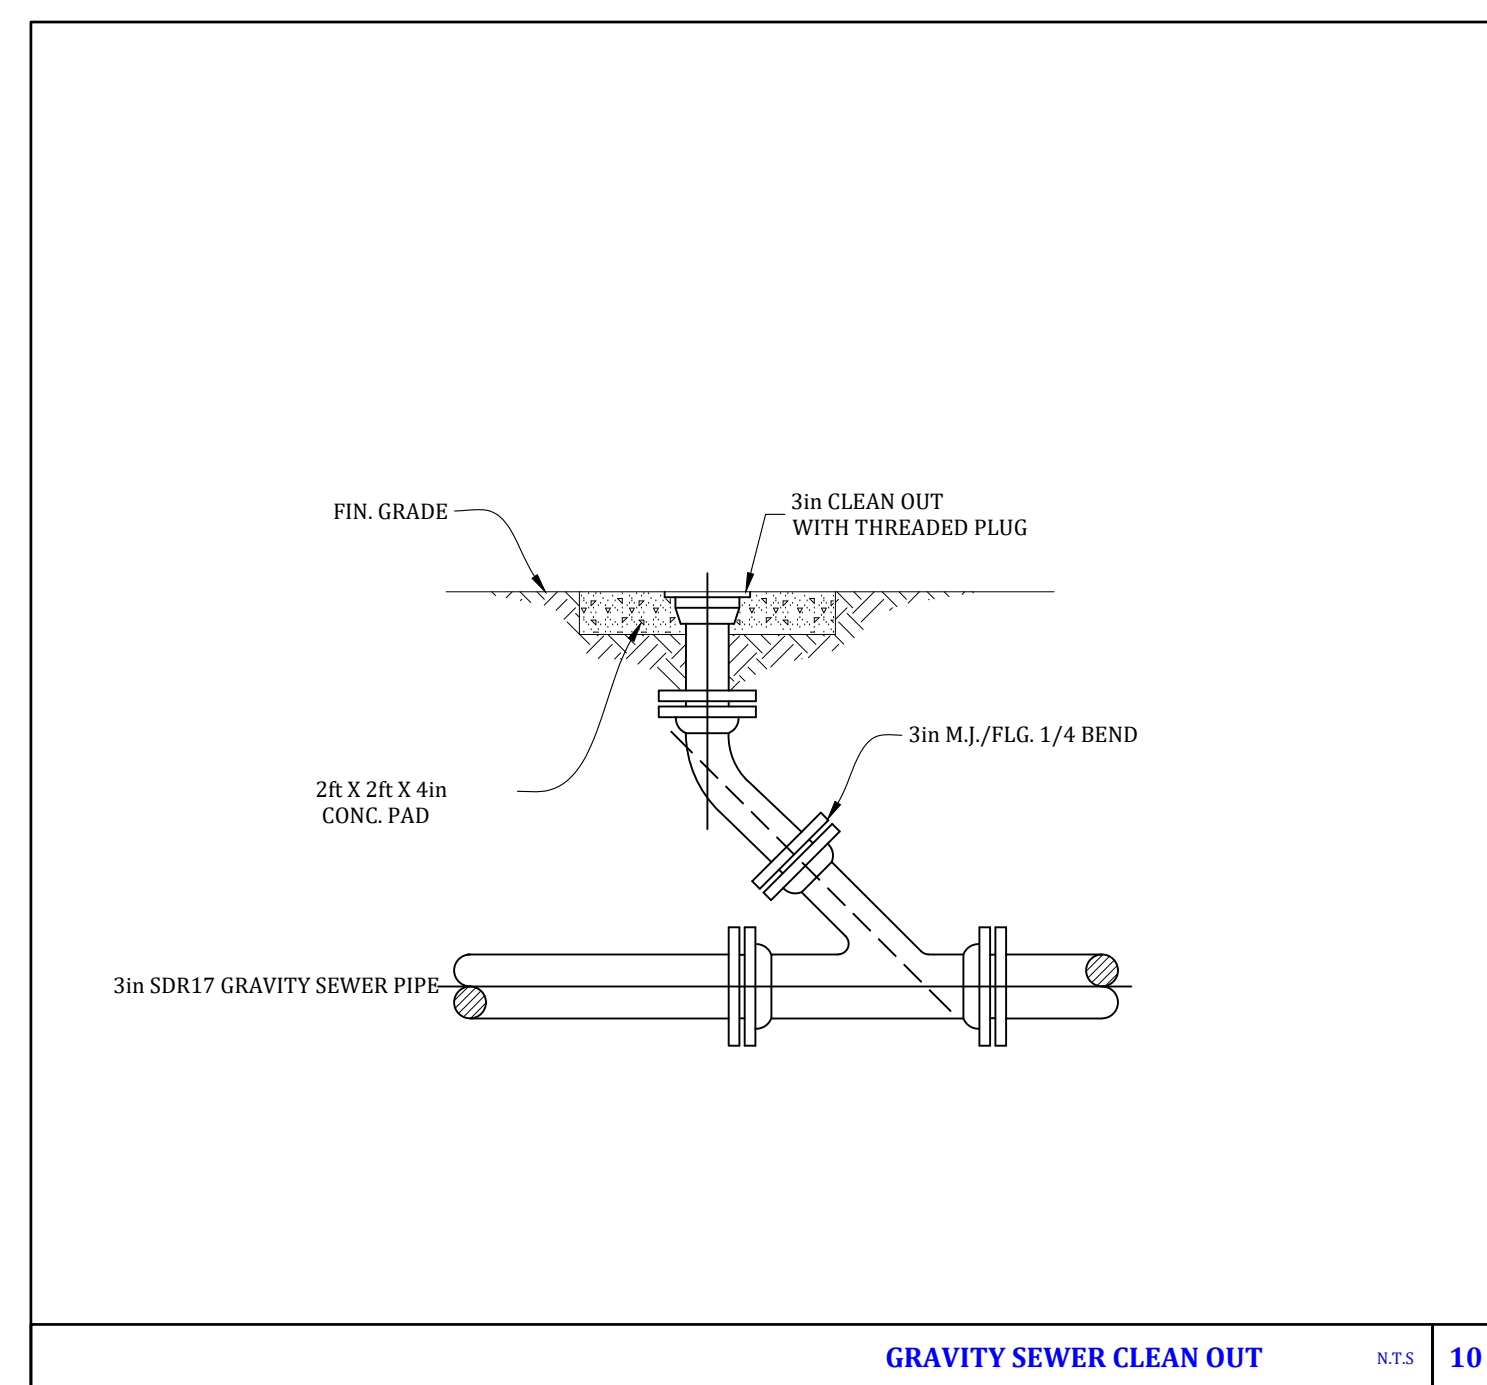 FIN. GRADE
3in CLEAN OUT
WITH THREADED PLUG
3in M.J./FLG. 1/4 BEND
2ft X 2ft X 4in
CONC. PAD
3in SDR17 GRAVITY SEWER PIPE
GRAVITY SEWER CLEAN OUT N.T.S 10